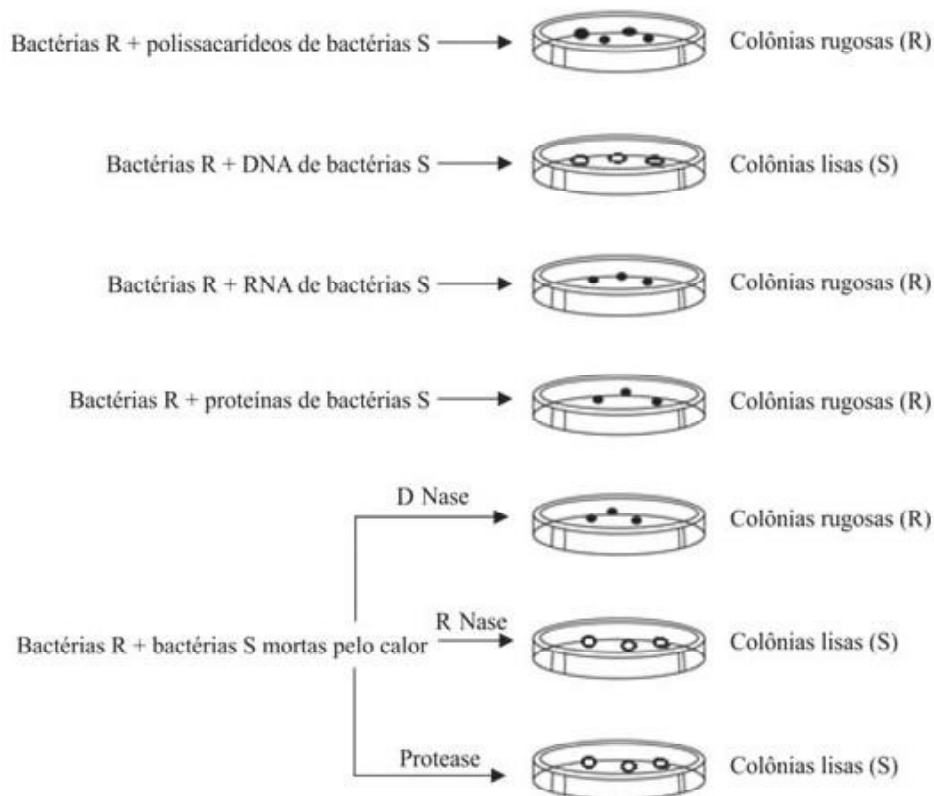 Bactérias R + polissacarídeos de bactérias S
Colônias rugosas (R)
Bactérias R + DNA de bactérias S
Colônias lisas (S)
Bactérias R + RNA de bactérias S
Colônias rugosas (R)
Bactérias R + proteínas de bactérias S
Colônias rugosas (R)
D Nase
Colônias rugosas (R)
Bactérias R + bactérias S mortas pelo calor
R Nase
Colônias lisas (S)
Protease
Colônias lisas (S)